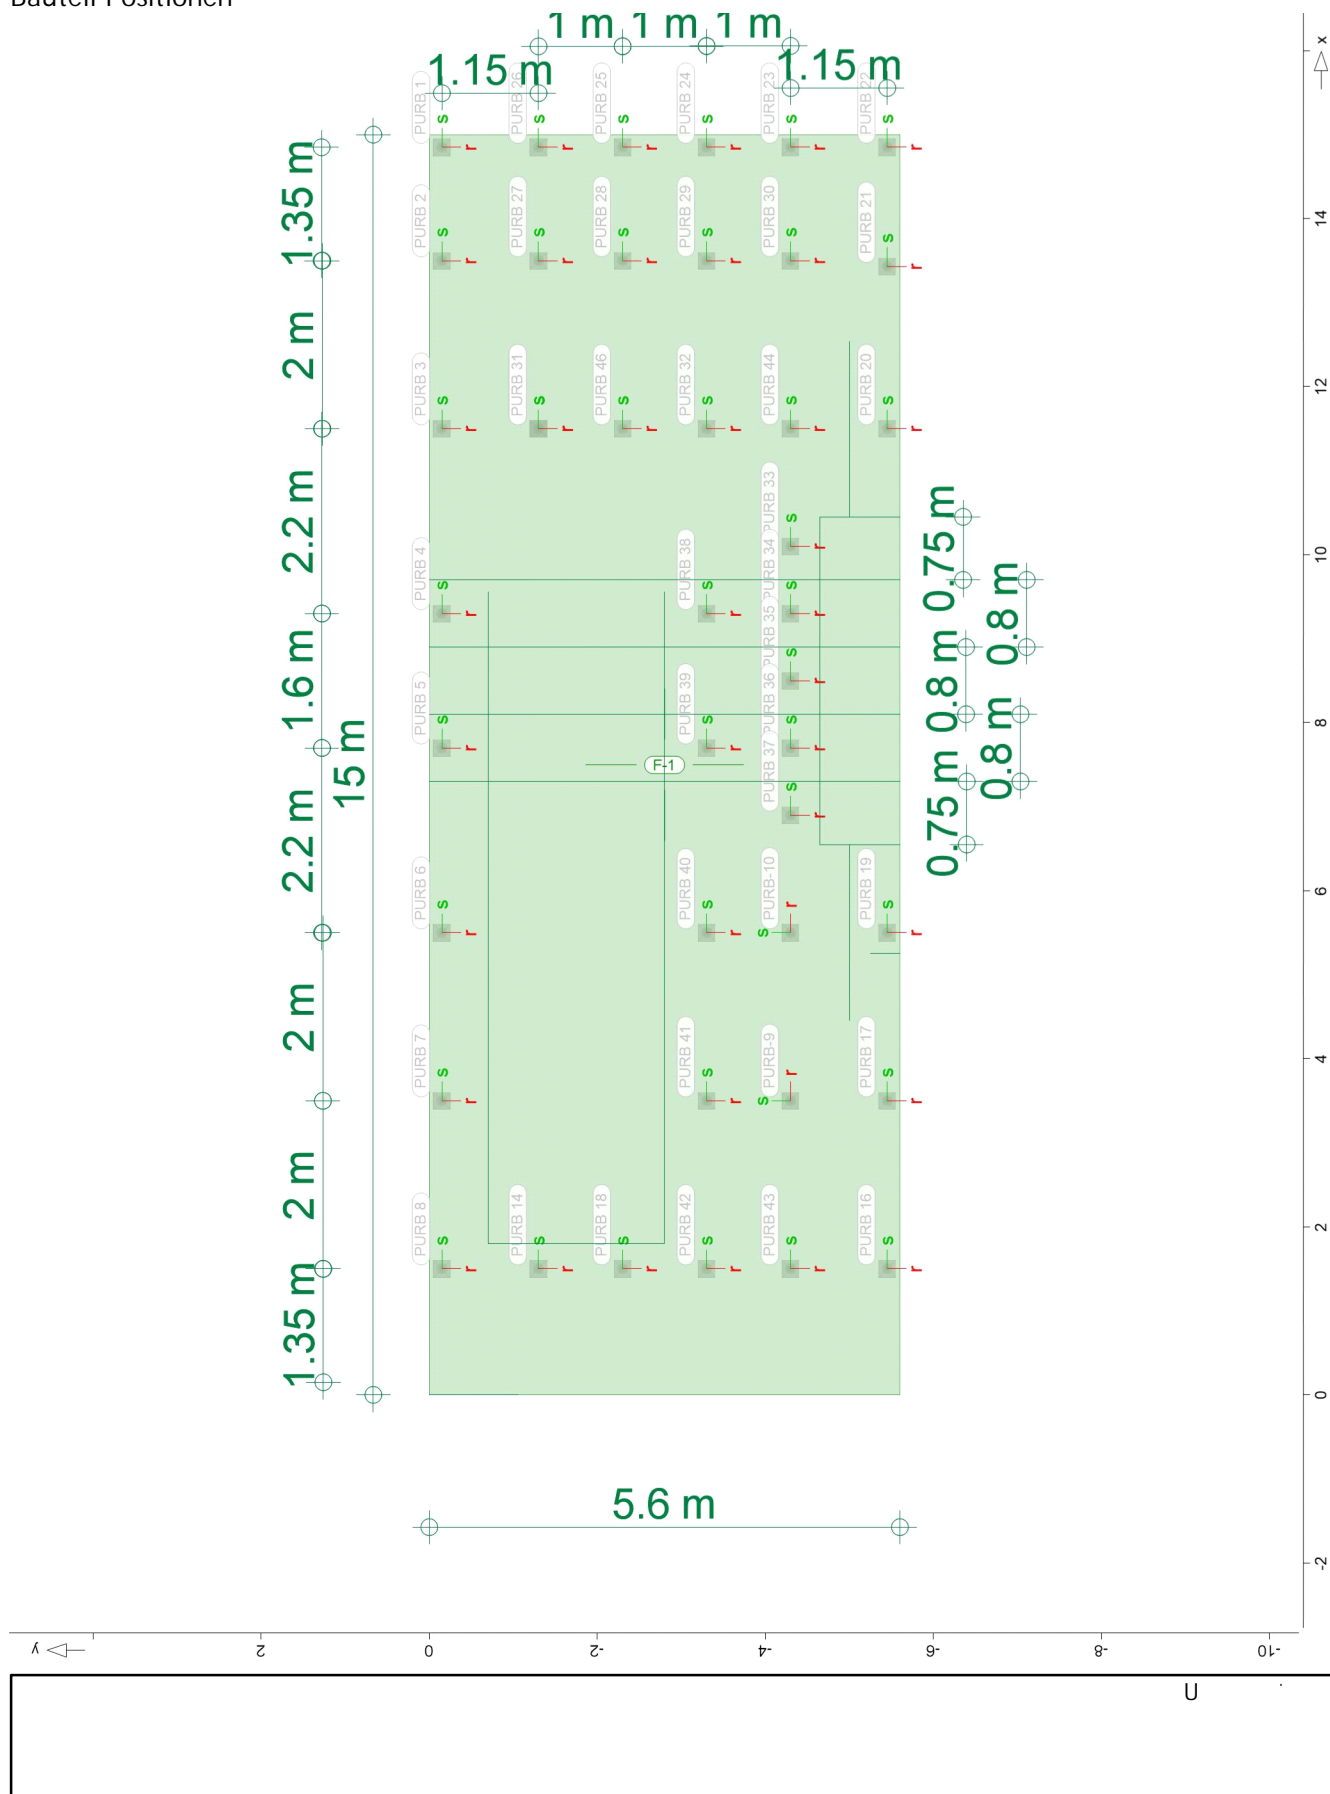 Bauteil-Positionen
1 m 1 m 1 m
1.15 m 1.15 m
PURB 1 PURB 26 PURB 25 PURB 24 PURB 23 PURB 22
s s s s s s
r r r r r r
1.35 m
PURB 2 PURB 27 PURB 28 PURB 29 PURB 30 PURB 21
s s s s s s
r r r r r r
2 m
PURB 3 PURB 31 PURB 46 PURB 32 PURB 44 PURB 20
s s s s s s
r r r r r r
2.2 m
PURB 33
s
r
0.75 m
PURB 4 PURB 38 PURB 34
s s s
r r r
0.8 m
1.6 m
PURB 35
s
r
0.8 m
PURB 5 PURB 39 PURB 36
s s s
r r r
0.8 m
15 m
F-1
PURB 37
s
r
0.75 m
2.2 m
PURB 6 PURB 40 PURB-10 PURB 19
s s s s
r r r r
2 m
PURB 7 PURB 41 PURB-9 PURB 17
s s s s
r r r r
2 m
PURB 8 PURB 14 PURB 18 PURB 42 PURB 43 PURB 16
s s s s s s
r r r r r r
1.35 m
5.6 m
x
14
12
10
8
6
4
2
0
-2
y 2 0 -2 -4 -6 -8 -10
U